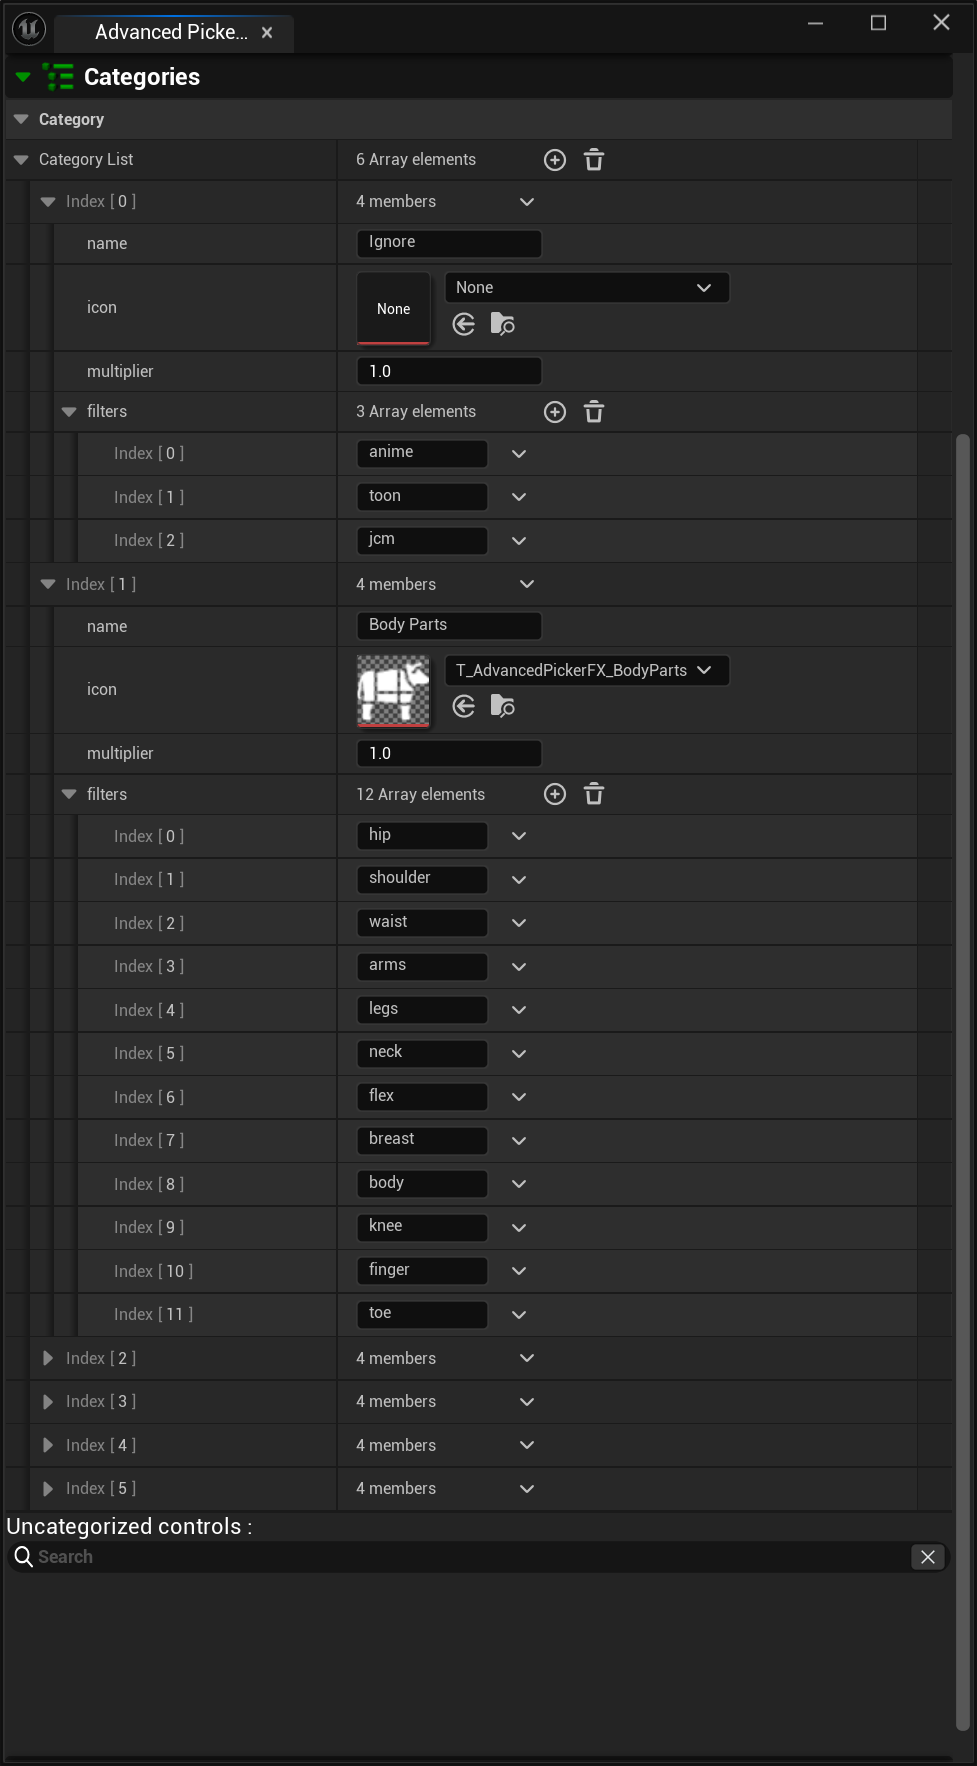 Advanced Picke...
Categories
Category
Category List 6 Array elements
Index [ 0 ] 4 members
name Ignore
icon None None
multiplier 1.0
filters 3 Array elements
Index [ 0 ] anime
Index [ 1 ] toon
Index [ 2 ] jcm
Index [ 1 ] 4 members
name Body Parts
icon T_AdvancedPickerFX_BodyParts
multiplier 1.0
filters 12 Array elements
Index [ 0 ] hip
Index [ 1 ] shoulder
Index [ 2 ] waist
Index [ 3 ] arms
Index [ 4 ] legs
Index [ 5 ] neck
Index [ 6 ] flex
Index [ 7 ] breast
Index [ 8 ] body
Index [ 9 ] knee
Index [ 10 ] finger
Index [ 11 ] toe
Index [ 2 ] 4 members
Index [ 3 ] 4 members
Index [ 4 ] 4 members
Index [ 5 ] 4 members
Uncategorized controls :
Search